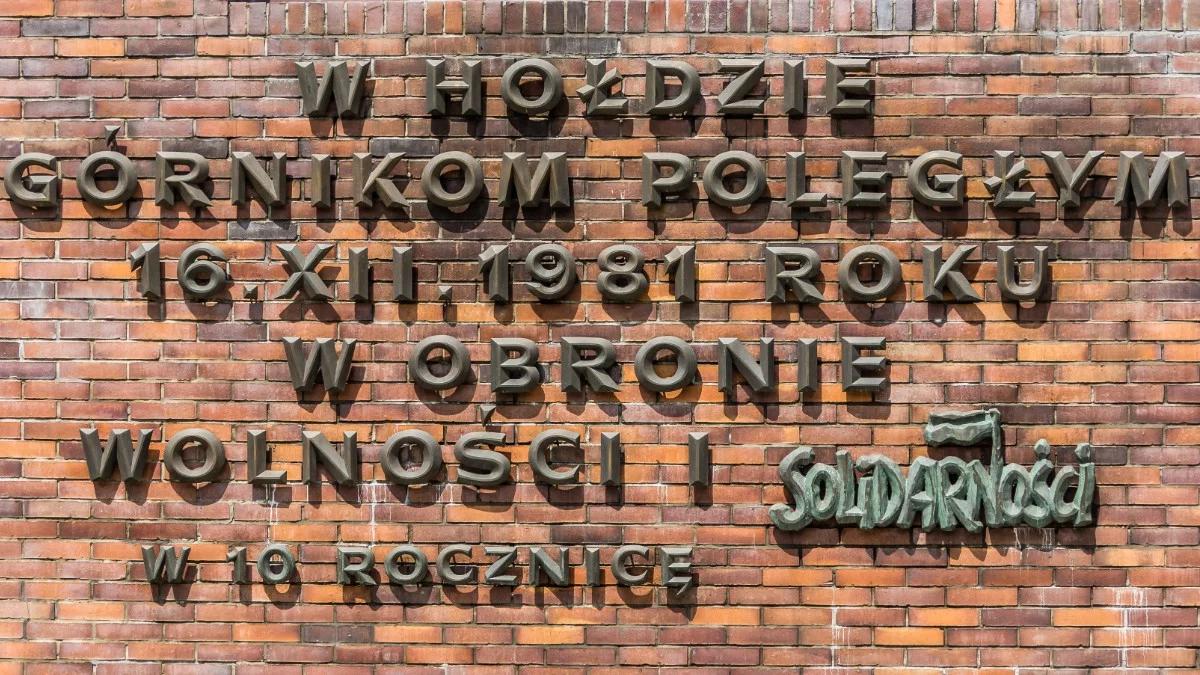 W HOŁDZIE
GÓRNIKOM POLEGŁYM
16.XII.1981 ROKU
W OBRONIE
WOLNOŚCI I SOLiDARNOŚCi
W 10 ROCZNICĘ